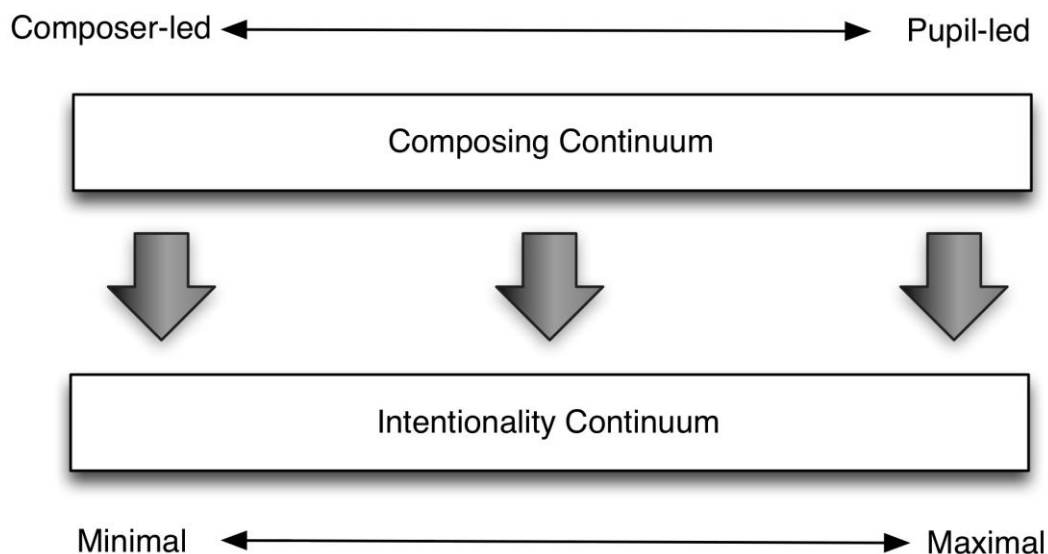 Composer-led Pupil-led
Composing Continuum
Intentionality Continuum
Minimal Maximal